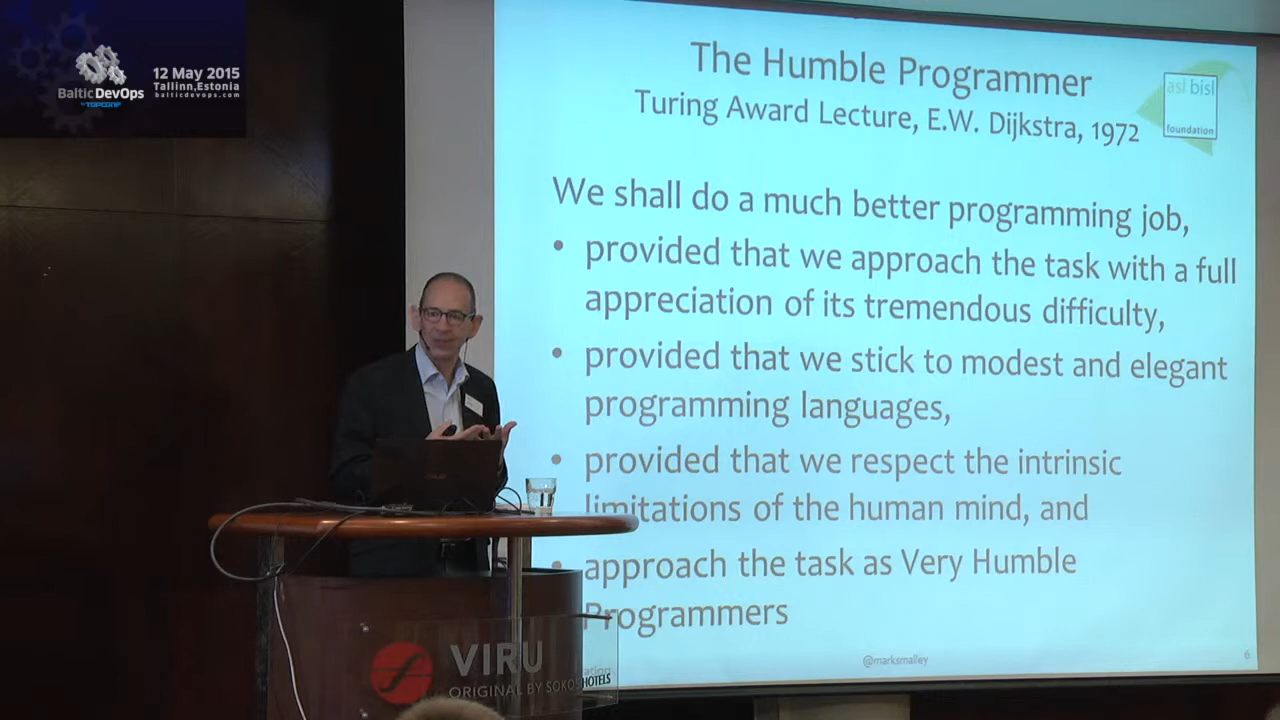 BalticDevOps
by TOPCONF
12 May 2015
Tallinn, Estonia
balticdevops.com
The Humble Programmer
Turing Award Lecture, E.W. Dijkstra, 1972
asl bisl
foundation
We shall do a much better programming job,
• provided that we approach the task with a full
appreciation of its tremendous difficulty,
• provided that we stick to modest and elegant
programming languages,
• provided that we respect the intrinsic
limitations of the human mind, and
• approach the task as Very Humble
Programmers
@marksmalley
6
VIRU
ORIGINAL BY SOKOS HOTELS